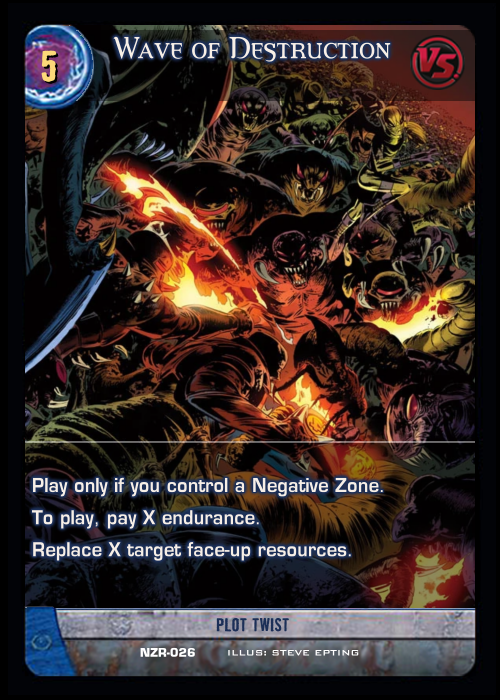 5
Wave of Destruction
VS
Play only if you control a Negative Zone.
To play, pay X endurance.
Replace X target face-up resources.
PLOT TWIST
NZR-026 ILLUS: STEVE EPTING